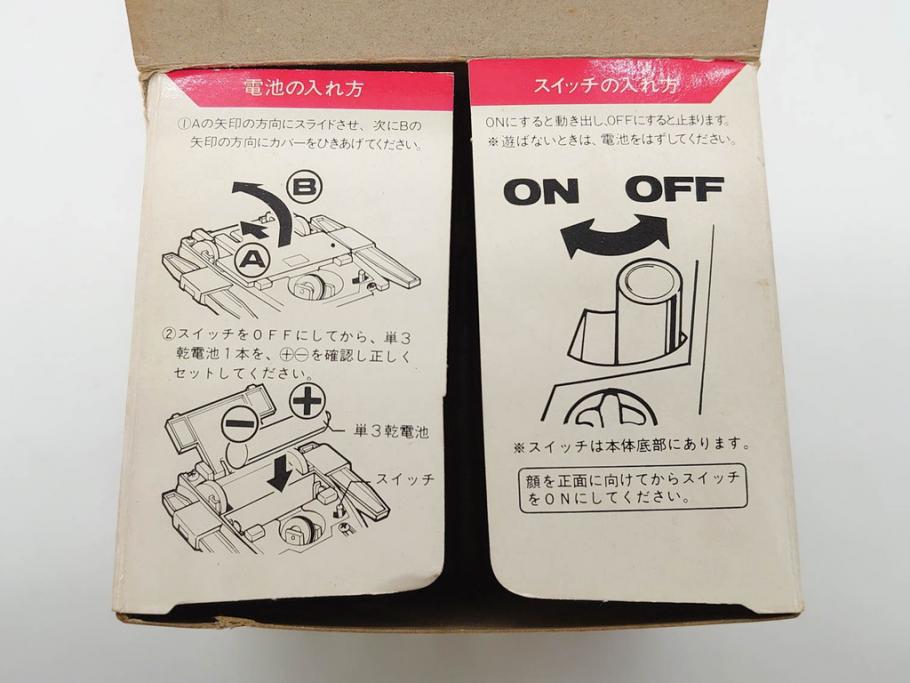 電池の入れ方
①Aの矢印の方向にスライドさせ、次にBの
矢印の方向にカバーをひきあげてください。
B
A
②スイッチをOFFにしてから、単3
乾電池1本を、⊕⊖を確認し正しく
セットしてください。
＋
－
単3乾電池
スイッチ
スイッチの入れ方
ONにすると動き出し、OFFにすると止まります。
※遊ばないときは、電池をはずしてください。
ON OFF
※スイッチは本体底部にあります。
顔を正面に向けてからスイッチ
をONにしてください。